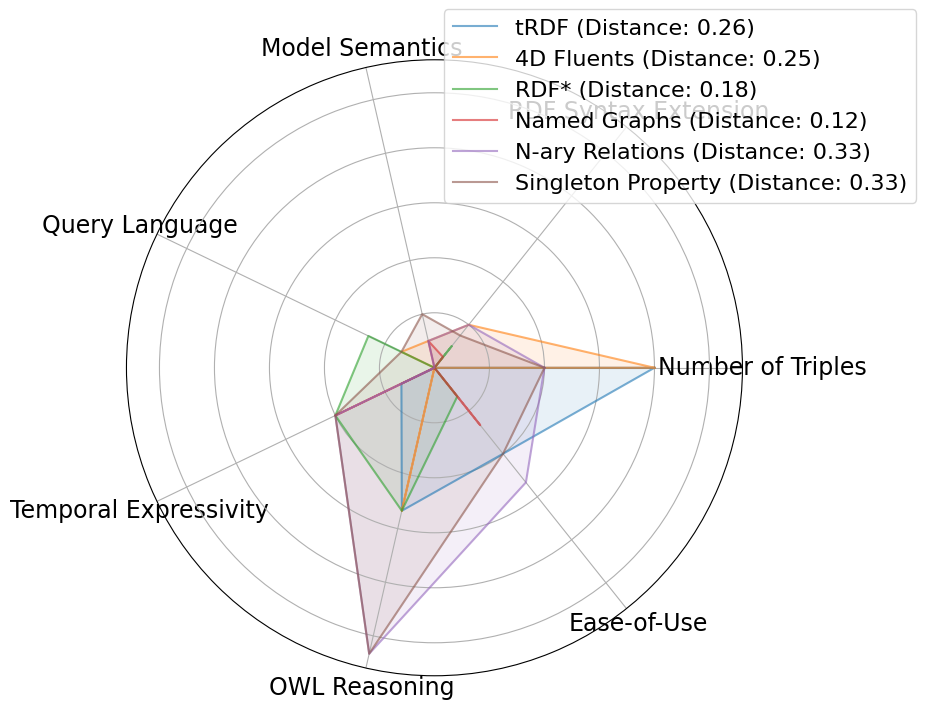 tRDF (Distance: 0.26)
4D Fluents (Distance: 0.25)
RDF* (Distance: 0.18)
Named Graphs (Distance: 0.12)
N-ary Relations (Distance: 0.33)
Singleton Property (Distance: 0.33)
Model Semantics
RDF Syntax Extension
Query Language
Number of Triples
Temporal Expressivity
Ease-of-Use
OWL Reasoning